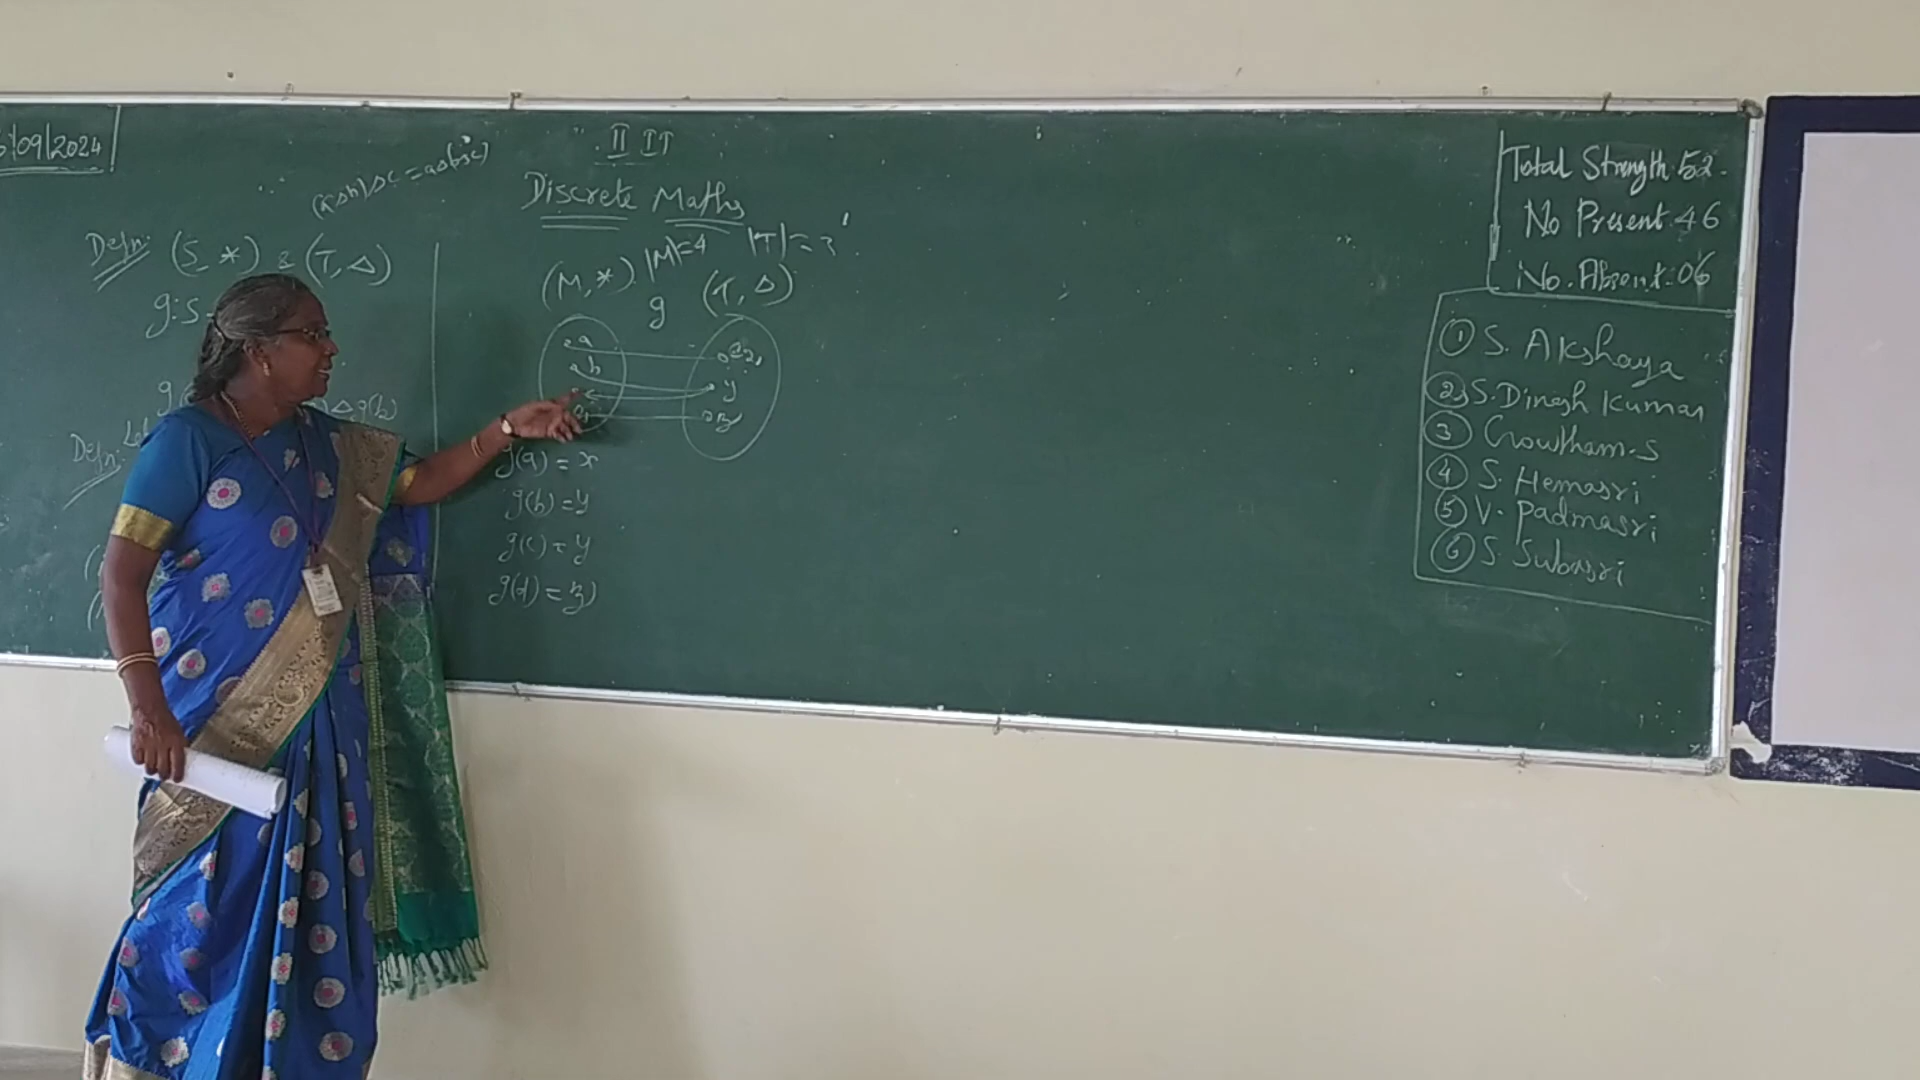 /09/2024
II IT
Discrete Maths
Defn: (S, *) & (T, Δ)
g: S
Δ g(b)
Defn: Let
(M, *) |M|=4 (T, Δ) |T|=3
g
a
b
y
g(a) = x
g(b) = y
g(c) = y
g(d) = z
Total Strength 52.
No Present 46
No. Absent: 06
① S. Akshaya
② S. Dinesh Kumar
③ Gowtham.S
④ S. Hemasri
⑤ V. Padmasri
⑥ S. Subasri